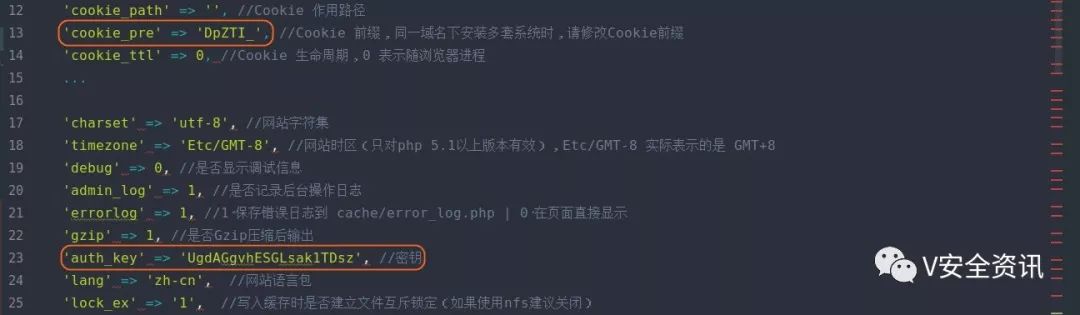 12 'cookie_path' => '', //Cookie 作用路径
13 'cookie_pre' => 'DpZTI_', //Cookie 前缀,同一域名下安装多套系统时,请修改Cookie前缀
14 'cookie_ttl' => 0, //Cookie 生命周期,0 表示随浏览器进程
15 ...
16
17 'charset' => 'utf-8', //网站字符集
18 'timezone' => 'Etc/GMT-8', //网站时区(只对php 5.1以上版本有效),Etc/GMT-8 实际表示的是 GMT+8
19 'debug' => 0, //是否显示调试信息
20 'admin_log' => 1, //是否记录后台操作日志
21 'errorlog' => 1, //1 保存错误日志到 cache/error_log.php | 0 在页面直接显示
22 'gzip' => 1, //是否Gzip压缩后输出
23 'auth_key' => 'UgdAGgvhESGLsak1TDsz', //密钥
24 'lang' => 'zh-cn', //网站语言包
25 'lock_ex' => '1', //写入缓存时是否建立文件互斥锁定(如果使用nfs建议关闭)
V安全资讯